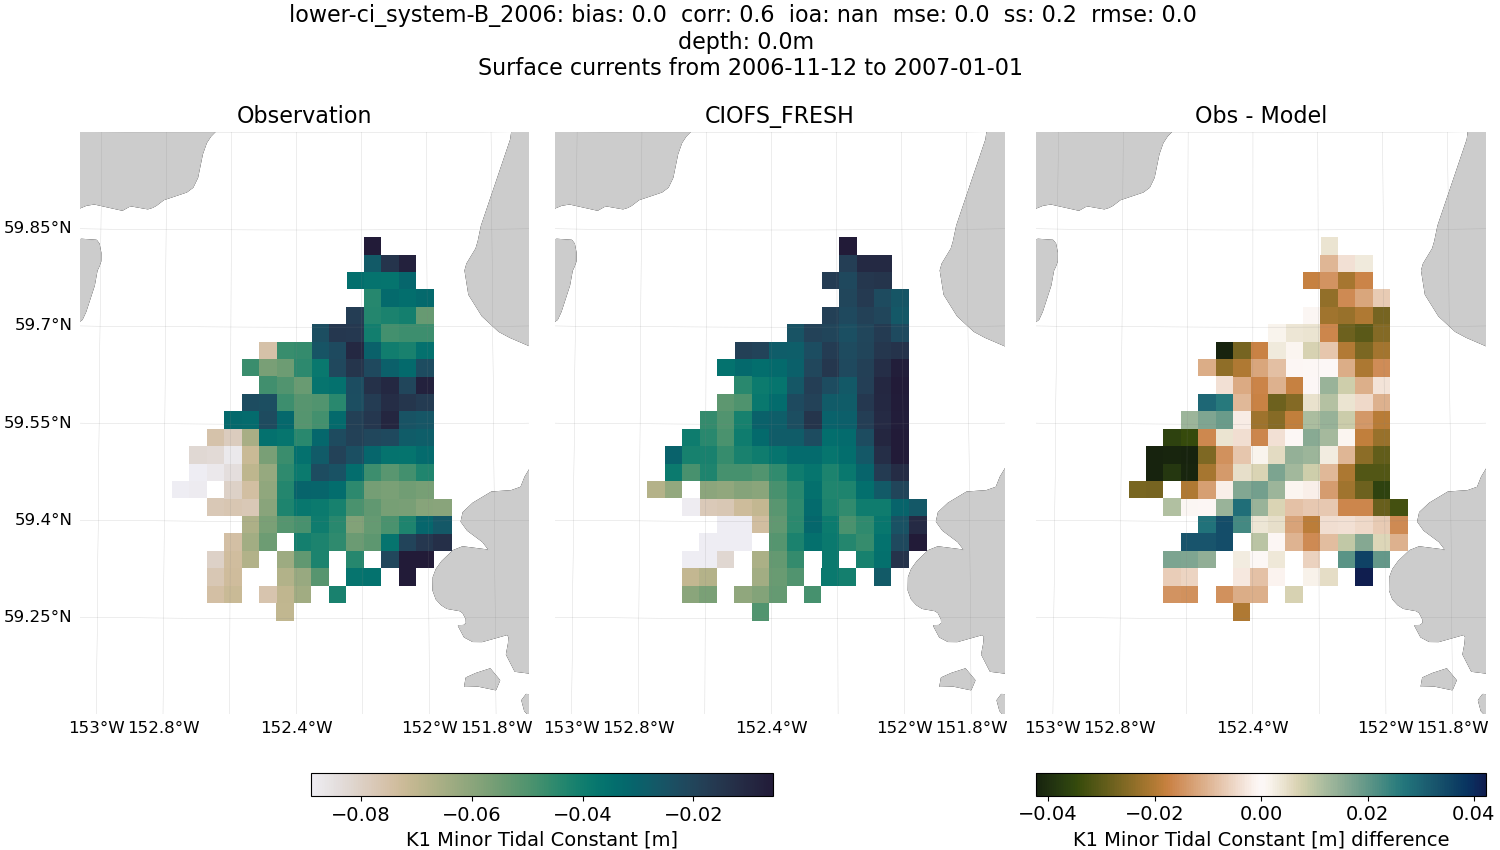 lower-ci_system-B_2006: bias: 0.0  corr: 0.6  ioa: nan  mse: 0.0  ss: 0.2  rmse: 0.0
depth: 0.0m
Surface currents from 2006-11-12 to 2007-01-01
Observation
CIOFS_FRESH
Obs - Model
59.85°N
59.7°N
59.55°N
59.4°N
59.25°N
153°W 152.8°W 152.4°W 152°W 151.8°W
153°W 152.8°W 152.4°W 152°W 151.8°W
153°W 152.8°W 152.4°W 152°W 151.8°W
−0.08 −0.06 −0.04 −0.02
K1 Minor Tidal Constant [m]
−0.04 −0.02 0.00 0.02 0.04
K1 Minor Tidal Constant [m] difference